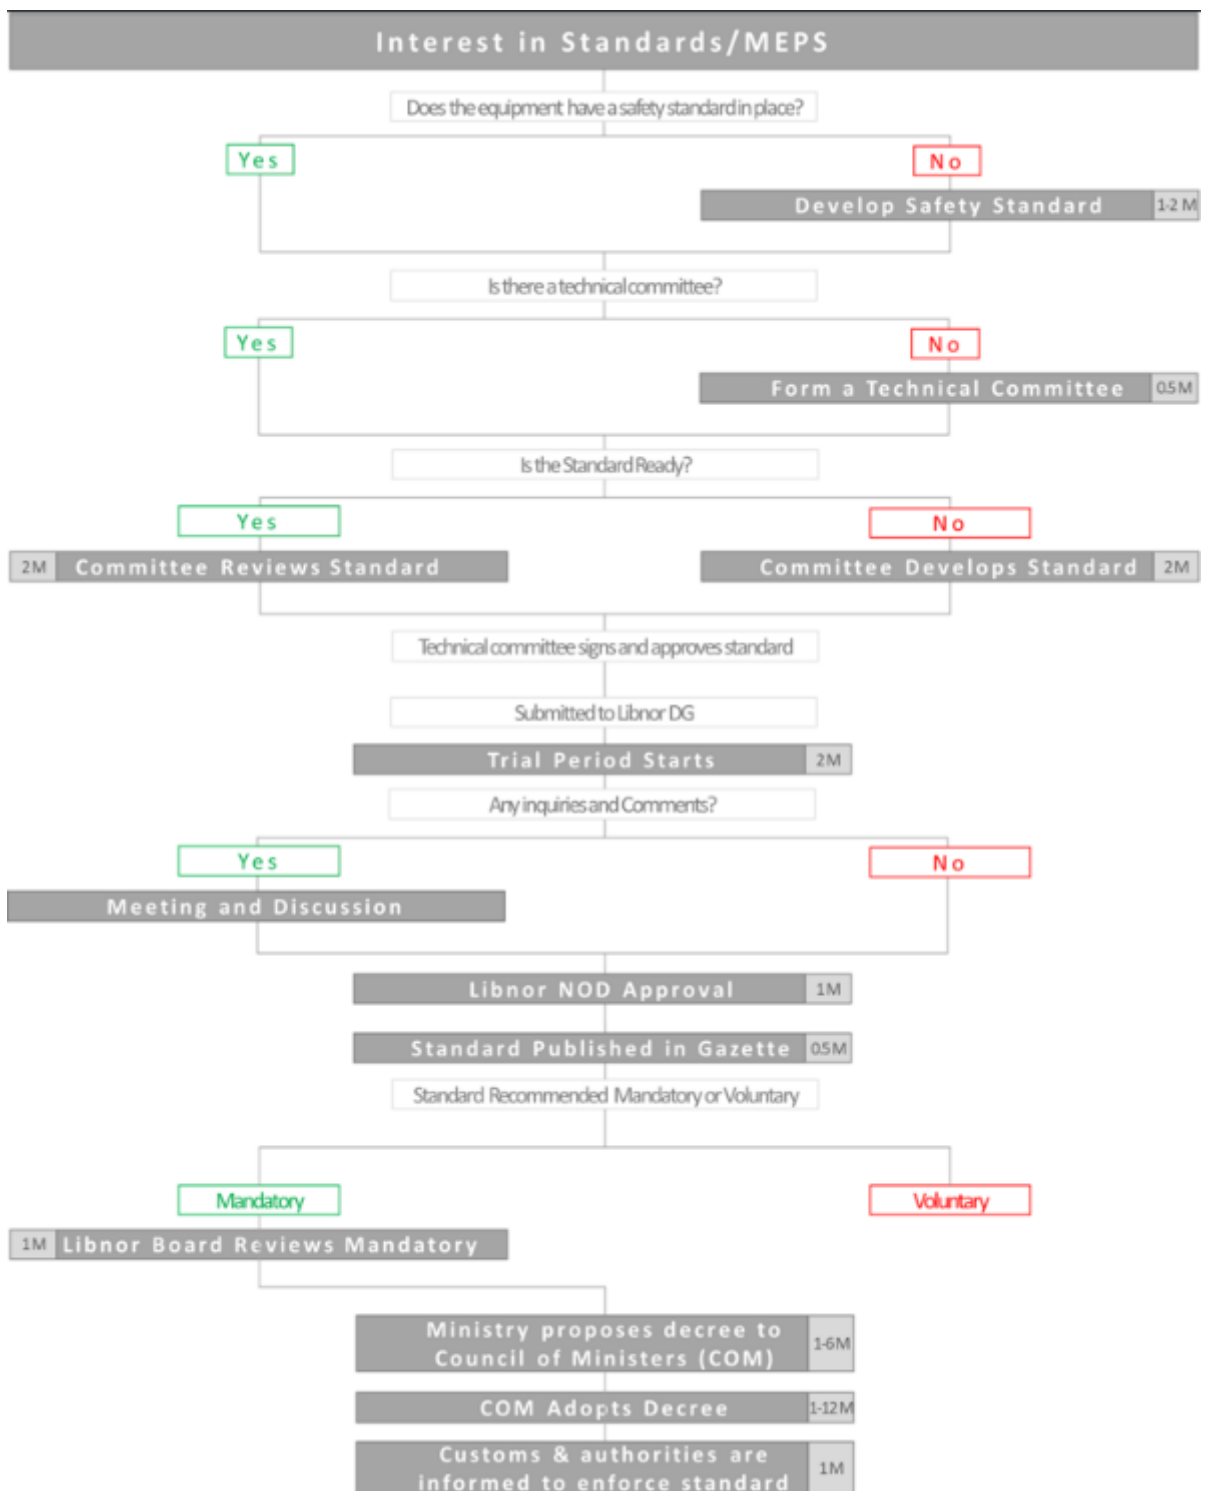 Interest in Standards/MEPS
Does the equipment have a safety standard in place?
Yes
No
Develop Safety Standard
1-2 M
Is there a technical committee?
Yes
No
Form a Technical Committee
0.5 M
Is the Standard Ready?
Yes
No
2M
Committee Reviews Standard
Committee Develops Standard
2M
Technical committee signs and approves standard
Submitted to Libnor DG
Trial Period Starts
2M
Any inquiries and Comments?
Yes
No
Meeting and Discussion
Libnor NOD Approval
1M
Standard Published in Gazette
0.5M
Standard Recommended Mandatory or Voluntary
Mandatory
Voluntary
1M
Libnor Board Reviews Mandatory
Ministry proposes decree to
Council of Ministers (COM)
1-6M
COM Adopts Decree
1-12M
Customs & authorities are
informed to enforce standard
1M